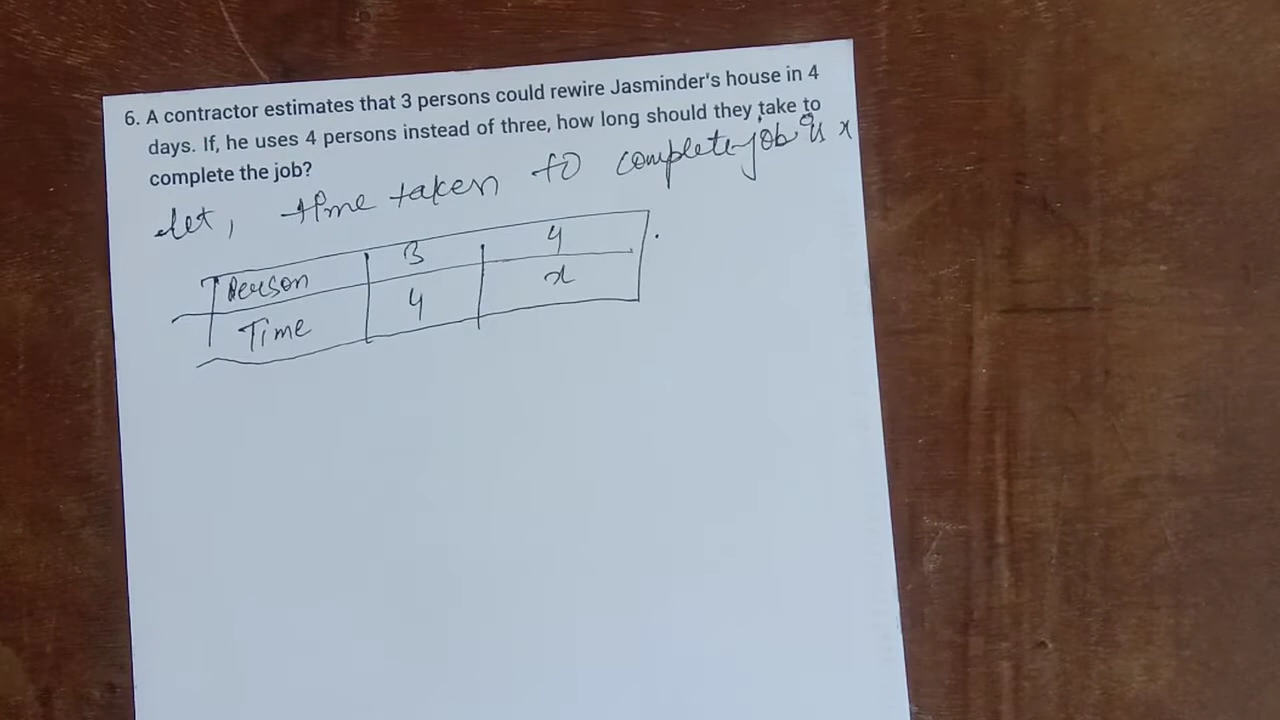 6. A contractor estimates that 3 persons could rewire Jasminder's house in 4
days. If, he uses 4 persons instead of three, how long should they take to
complete the job?
let, time taken to complete job is x
Person 3 4
Time 4 x